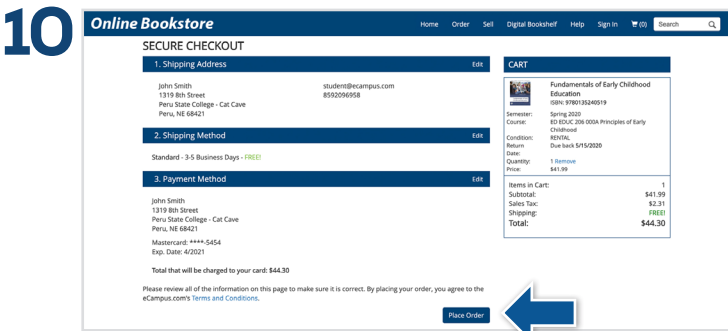 10
Online Bookstore
Home Order Sell Digital Bookshelf Help Sign In (0) Search
SECURE CHECKOUT
1. Shipping Address Edit
John Smith
1319 8th Street
Peru State College - Cat Cave
Peru, NE 68421
student@ecampus.com
8592096958
2. Shipping Method Edit
Standard - 3-5 Business Days - FREE!
3. Payment Method Edit
John Smith
1319 8th Street
Peru State College - Cat Cave
Peru, NE 68421
Mastercard: ****-5454
Exp. Date: 4/2021
Total that will be charged to your card: $44.30
Please review all of the information on this page to make sure it is correct. By placing your order, you agree to the
eCampus.com's Terms and Conditions.
Place Order
CART
Fundamentals of Early Childhood
Education
ISBN: 9780135240519
Semester: Spring 2020
Course: ED EDUC 206 000A Principles of Early
Childhood
Condition: RENTAL
Return Due back 5/15/2020
Date:
Quantity: 1 Remove
Price: $41.99
Items in Cart: 1
Subtotal: $41.99
Sales Tax: $2.31
Shipping: FREE!
Total: $44.30